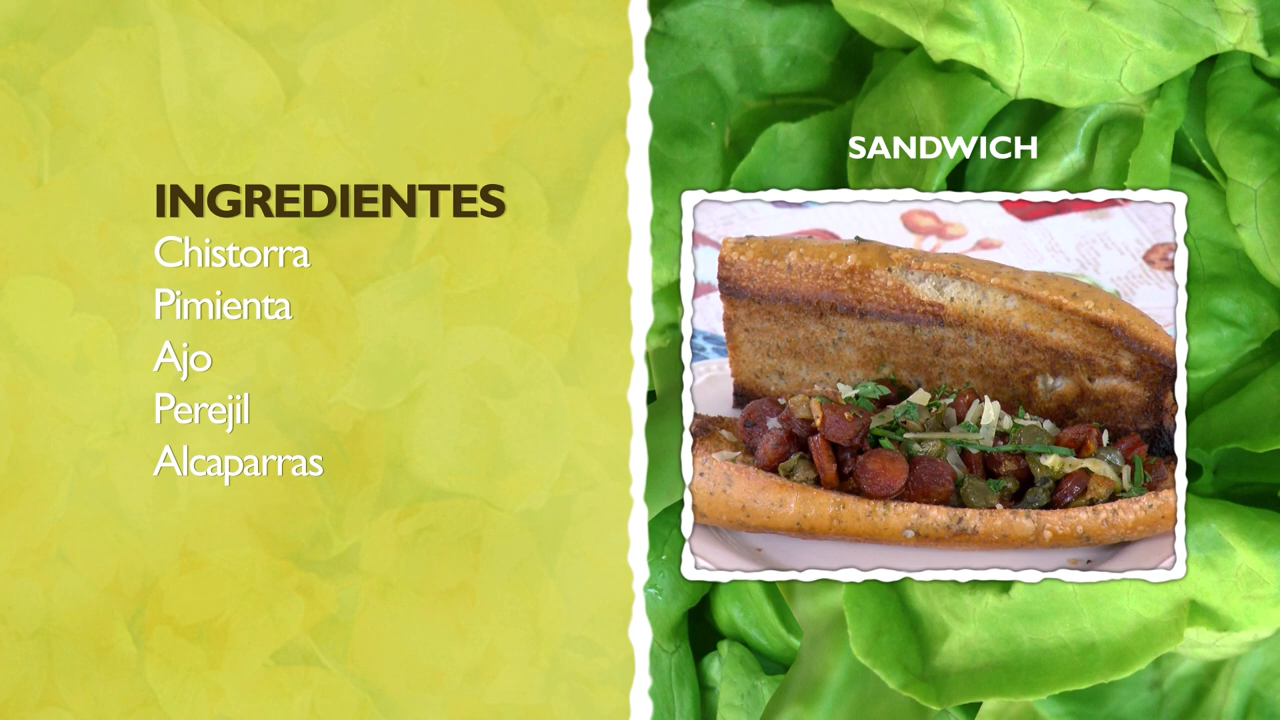 INGREDIENTES
Chistorra
Pimienta
Ajo
Perejil
Alcaparras
SANDWICH